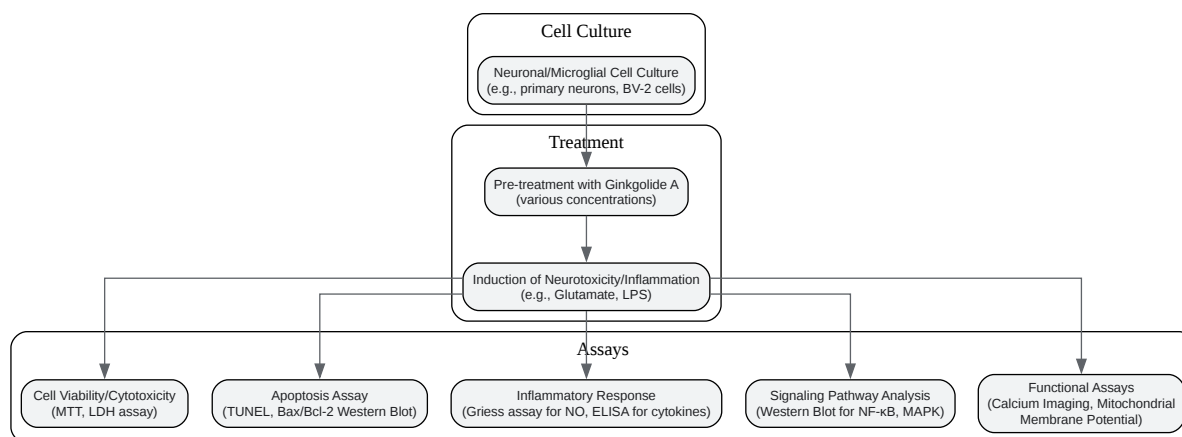 Cell Culture
Neuronal/Microglial Cell Culture
(e.g., primary neurons, BV-2 cells)
Treatment
Pre-treatment with Ginkgolide A
(various concentrations)
Induction of Neurotoxicity/Inflammation
(e.g., Glutamate, LPS)
Assays
Cell Viability/Cytotoxicity
(MTT, LDH assay)
Apoptosis Assay
(TUNEL, Bax/Bcl-2 Western Blot)
Inflammatory Response
(Griess assay for NO, ELISA for cytokines)
Signaling Pathway Analysis
(Western Blot for NF-κB, MAPK)
Functional Assays
(Calcium Imaging, Mitochondrial
Membrane Potential)